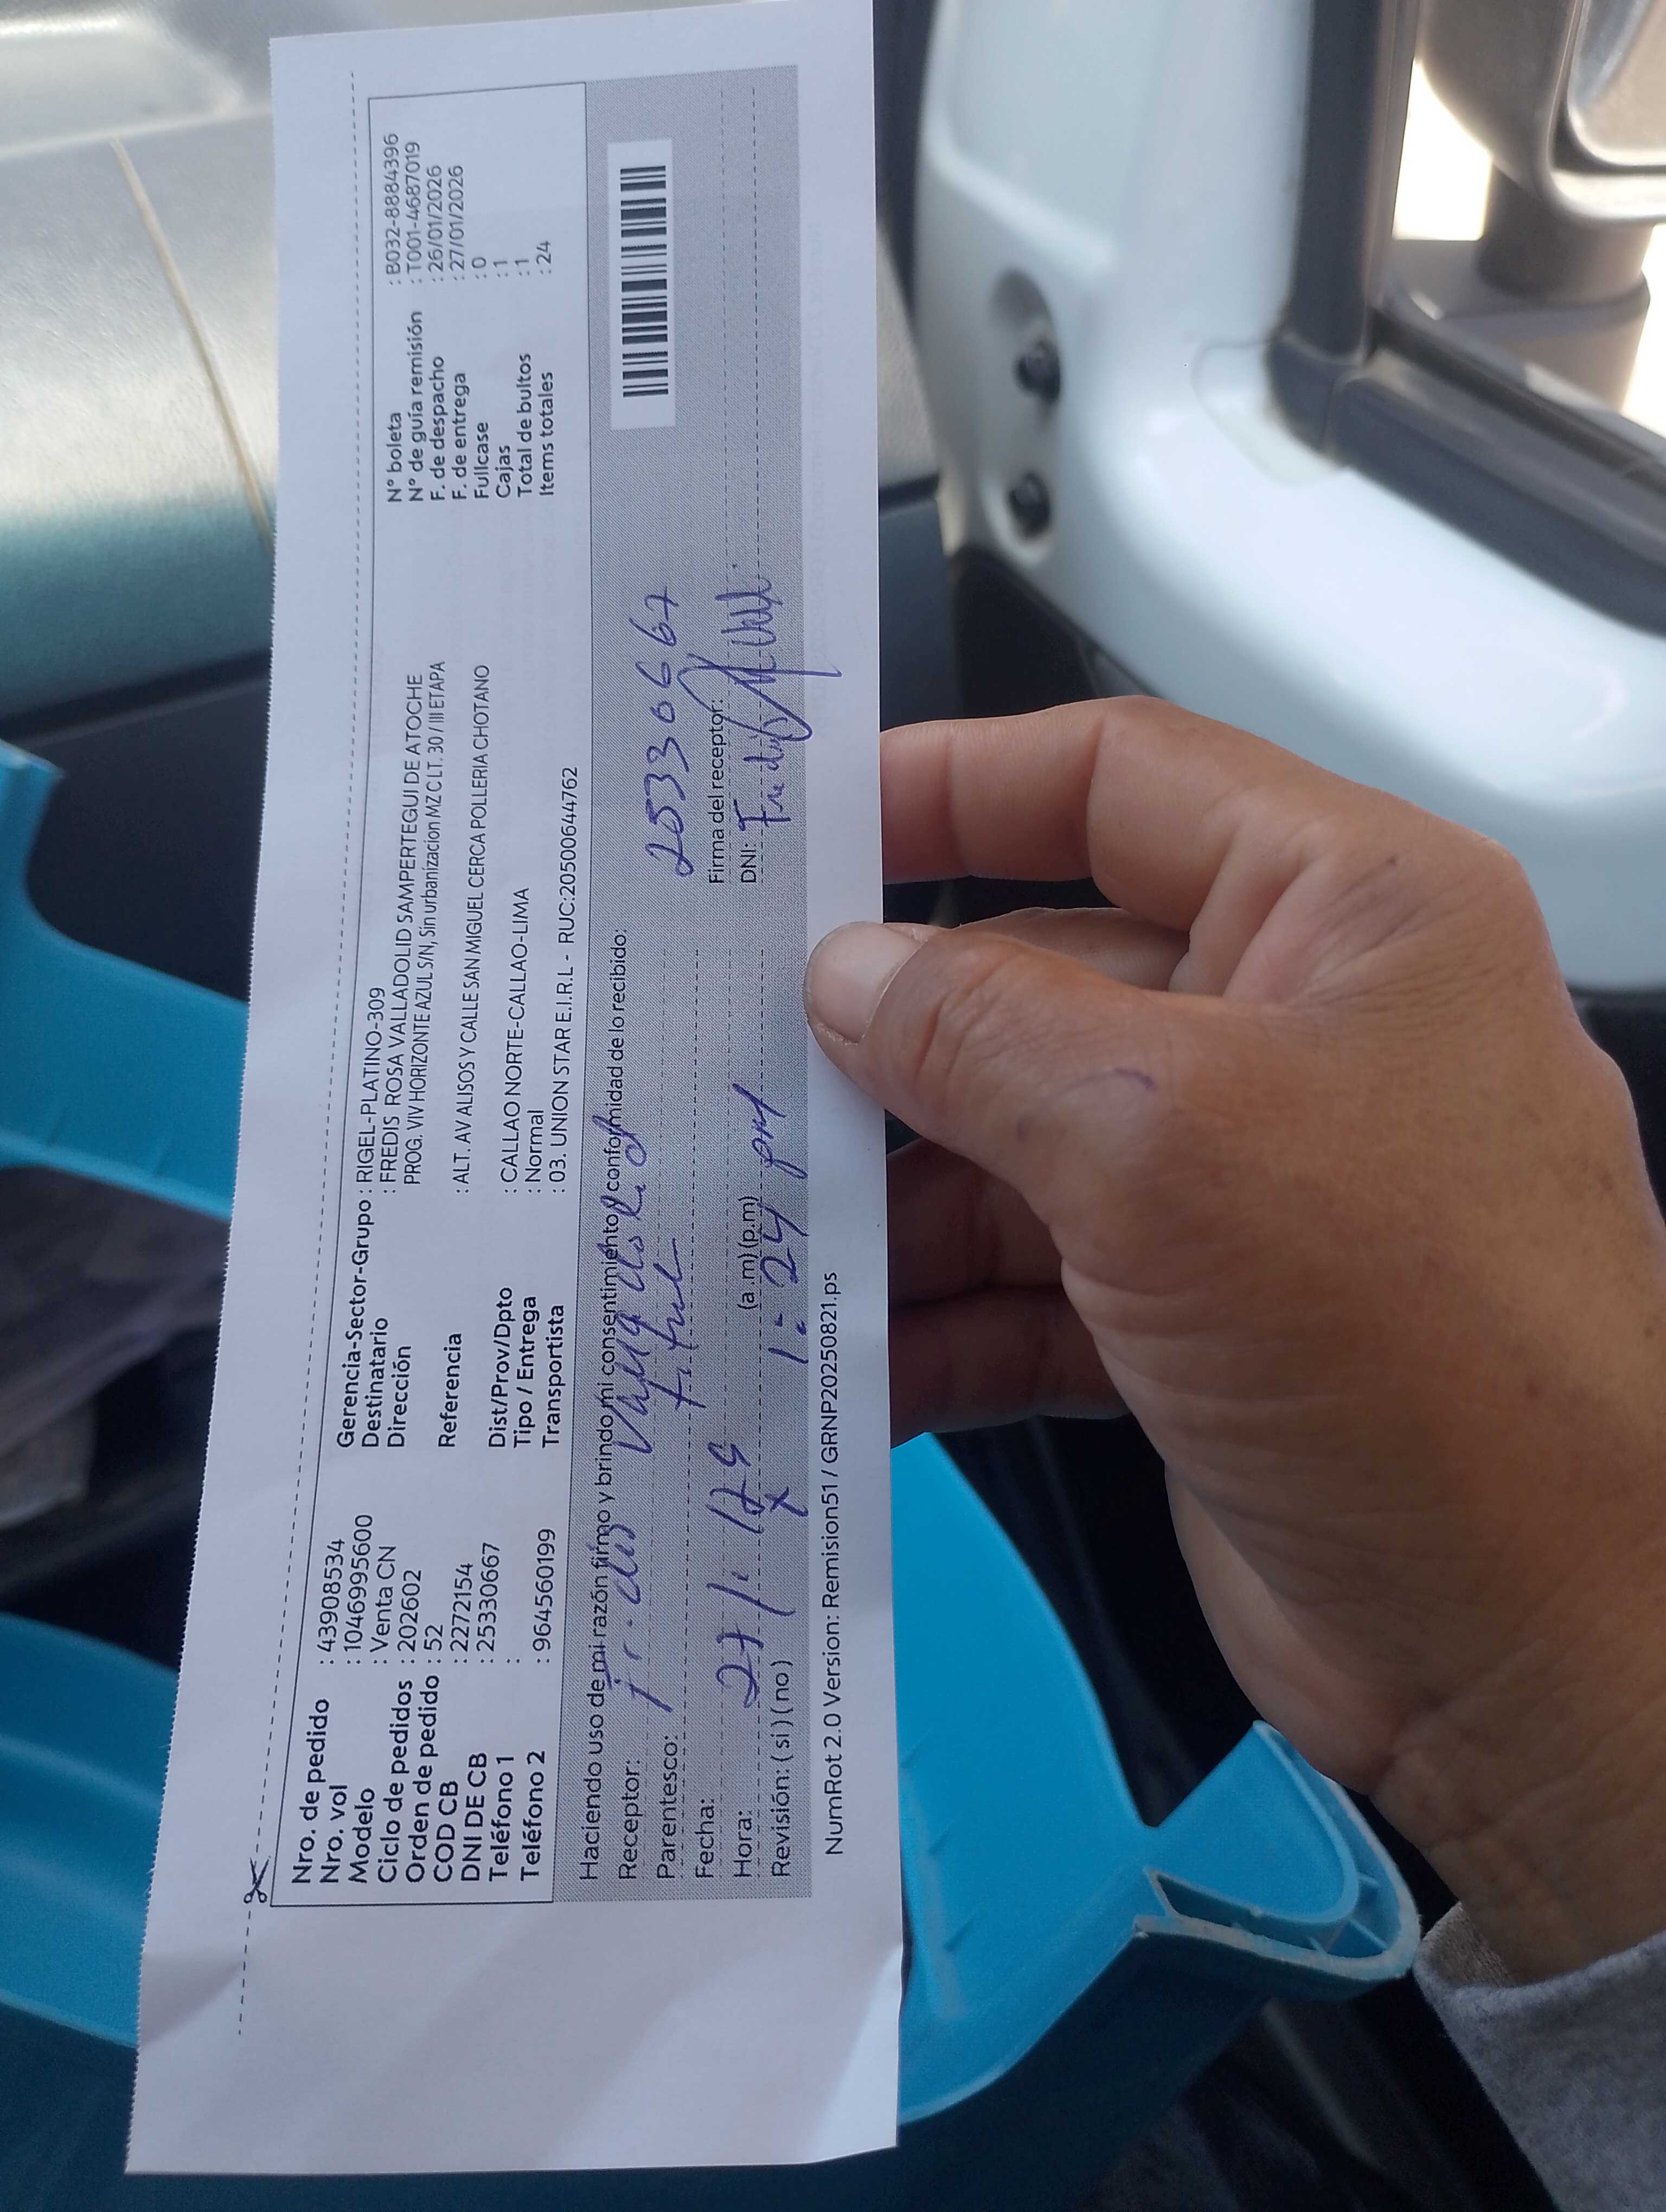 Nro. de pedido : 43908534
Nro. vol : 10469995600
Modelo : Venta CN
Ciclo de pedidos : 202602
Orden de pedido : 52
COD CB : 2272154
DNI DE CB : 25330667
Teléfono 1 :
Teléfono 2 : 964560199
Gerencia-Sector-Grupo : RIGEL-PLATINO-309
Destinatario : FREDIS ROSA VALLADOLID SAMPERTEGUI DE ATOCHE
Dirección PROG. VIV HORIZONTE AZUL S/N, Sin urbanizacion MZ C LT. 30 / III ETAPA
Referencia : ALT. AV ALISOS Y CALLE SAN MIGUEL CERCA POLLERIA CHOTANO
Dist/Prov/Dpto : CALLAO NORTE-CALLAO-LIMA
Tipo / Entrega : Normal
Transportista : 03. UNION STAR E.I.R.L - RUC:20500644762
N° boleta : B032-8884396
N° de guía remisión : T001-4687019
F. de despacho : 26/01/2026
F. de entrega : 27/01/2026
Fullcase : 0
Cajas : 1
Total de bultos : 1
Items totales : 24
Haciendo uso de mi razón firmo y brindo mi consentimiento y conformidad de lo recibido:
Receptor:
Parentesco: titul
Fecha: 27/1.
Hora: (a .m) (p.m) 1:24 pm
Revisión: ( si ) ( no ) x
25330667
Firma del receptor:
DNI:
NumRot 2.0 Version: Remision51 / GRNP20250821.ps